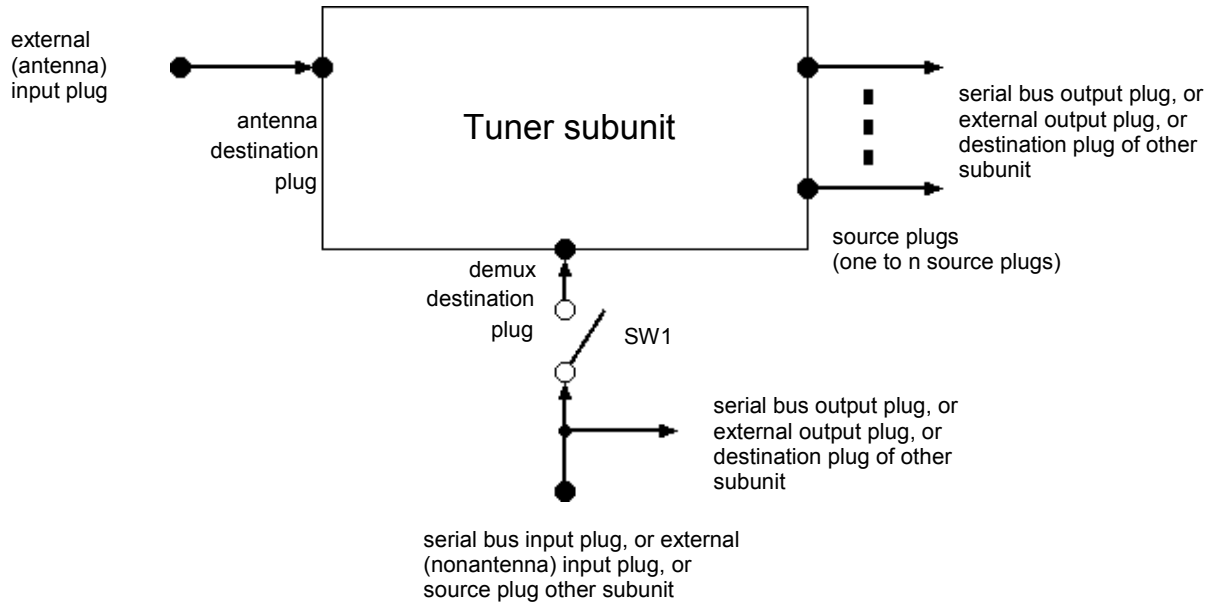 external
(antenna)
input plug
antenna
destination
plug
Tuner subunit
serial bus output plug, or
external output plug, or
destination plug of other
subunit
source plugs
(one to n source plugs)
demux
destination
plug
SW1
serial bus output plug, or
external output plug, or
destination plug of other
subunit
serial bus input plug, or external
(nonantenna) input plug, or
source plug other subunit